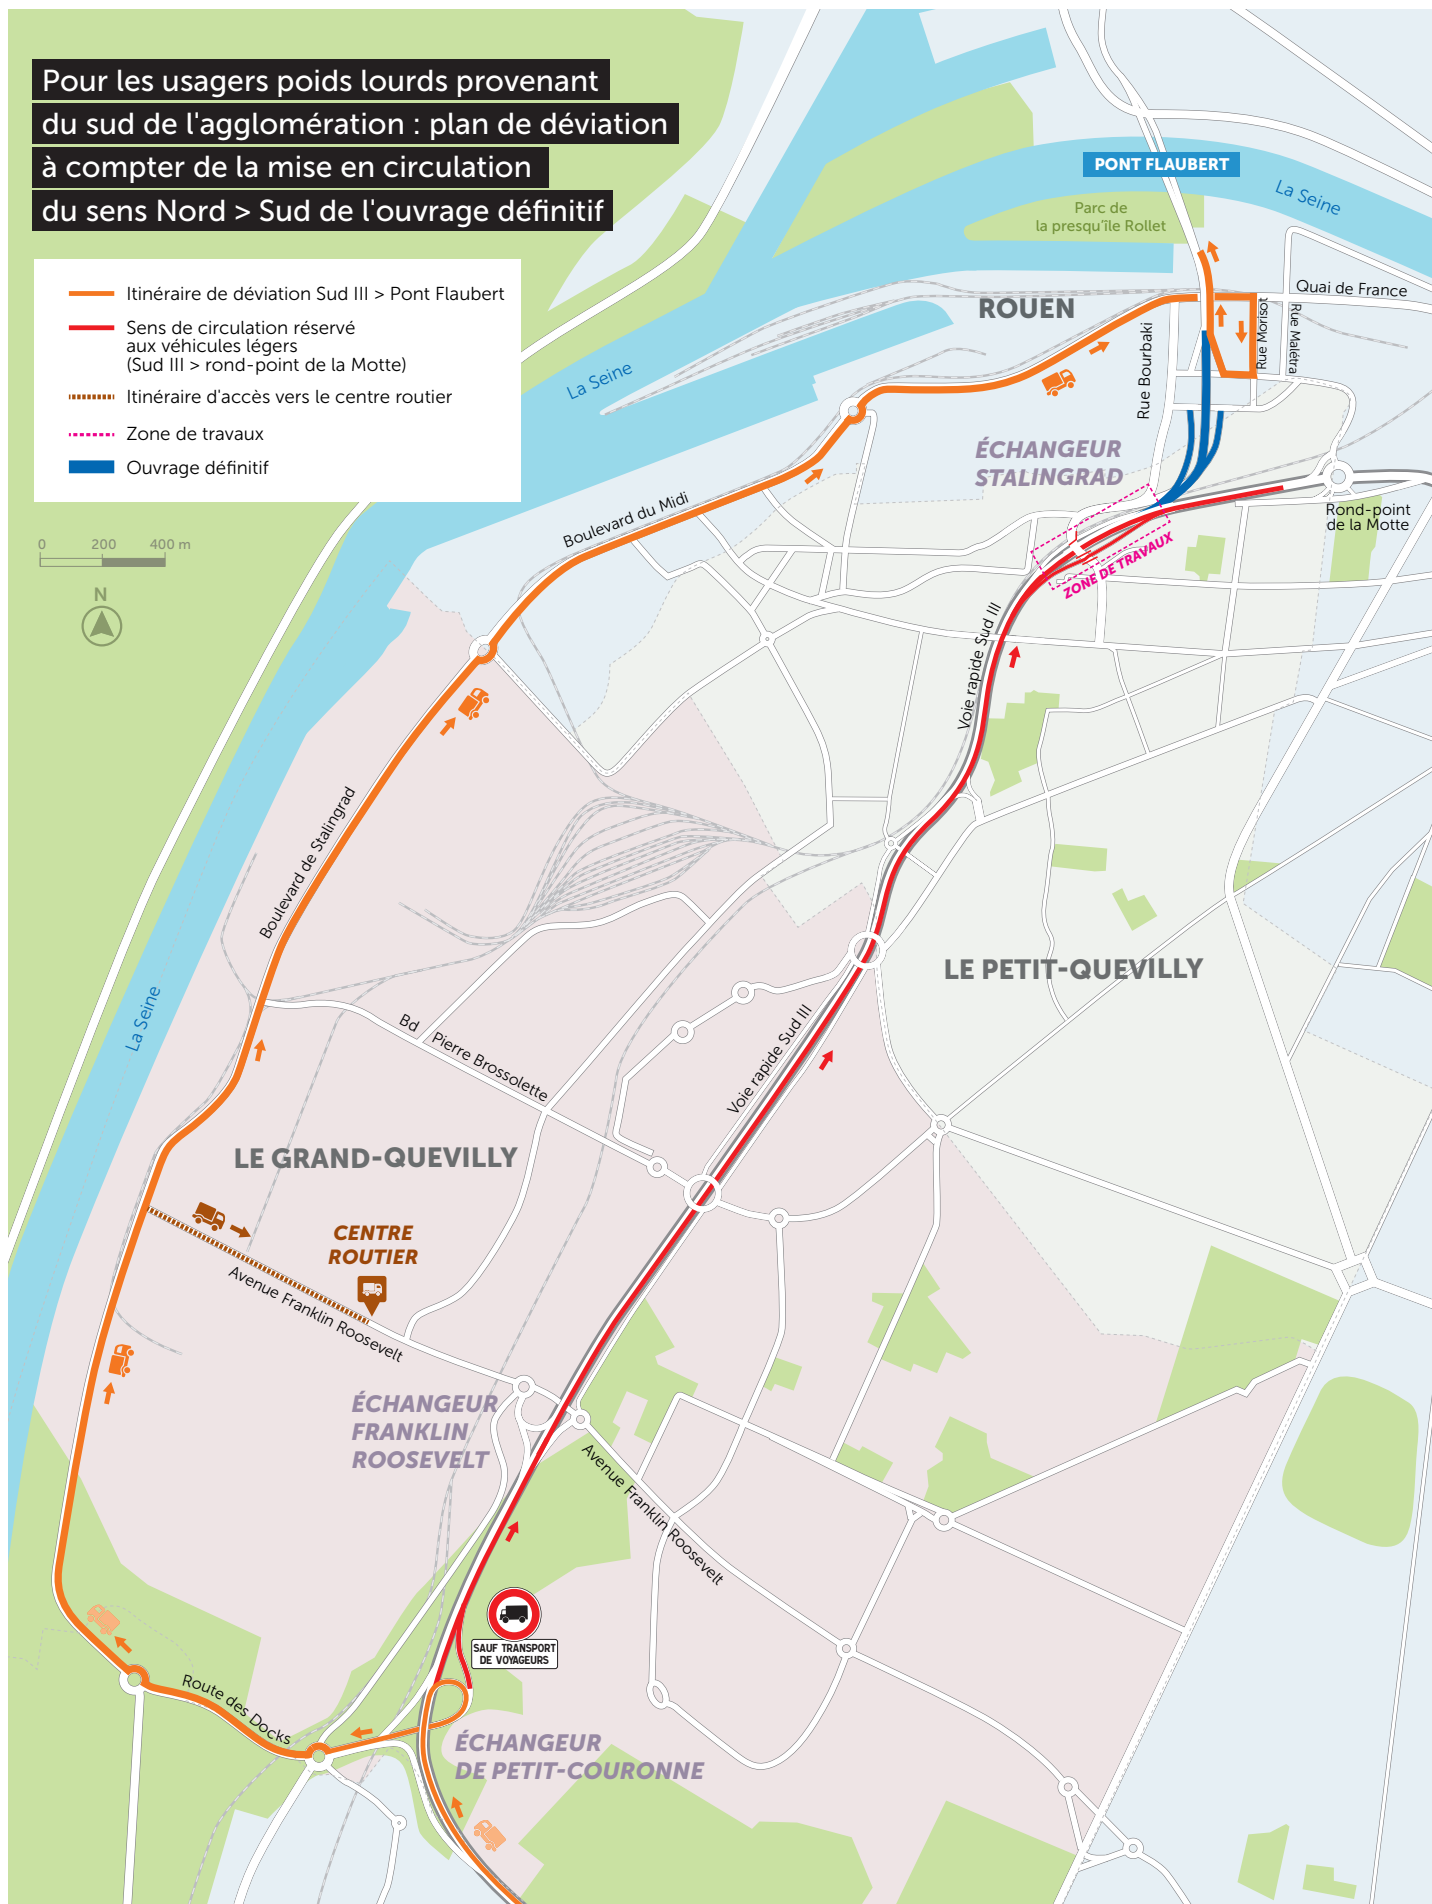 Pour les usagers poids lourds provenant
du sud de l'agglomération : plan de déviation
à compter de la mise en circulation
du sens Nord > Sud de l'ouvrage définitif
Itinéraire de déviation Sud III > Pont Flaubert
Sens de circulation réservé
aux véhicules légers
(Sud III > rond-point de la Motte)
Itinéraire d'accès vers le centre routier
Zone de travaux
Ouvrage définitif
0 200 400 m
N
PONT FLAUBERT
La Seine
Parc de
la presqu'île Rollet
Quai de France
ROUEN
Rue Morisot
Rue Malétra
Rue Bourbaki
La Seine
ÉCHANGEUR
STALINGRAD
Rond-point
de la Motte
Boulevard du Midi
ZONE DE TRAVAUX
Voie rapide Sud III
Boulevard de Stalingrad
LE PETIT-QUEVILLY
La Seine
Bd Pierre Brossolette
Voie rapide Sud III
LE GRAND-QUEVILLY
CENTRE
ROUTIER
Avenue Franklin Roosevelt
ÉCHANGEUR
FRANKLIN
ROOSEVELT
Avenue Franklin Roosevelt
SAUF TRANSPORT
DE VOYAGEURS
Route des Docks
ÉCHANGEUR
DE PETIT-COURONNE